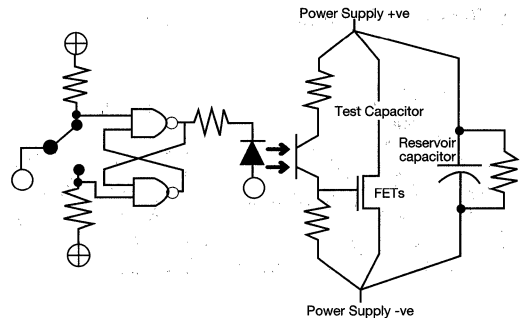 Power Supply +ve
Test Capacitor
Reservoir
capacitor
FETs
Power Supply -ve